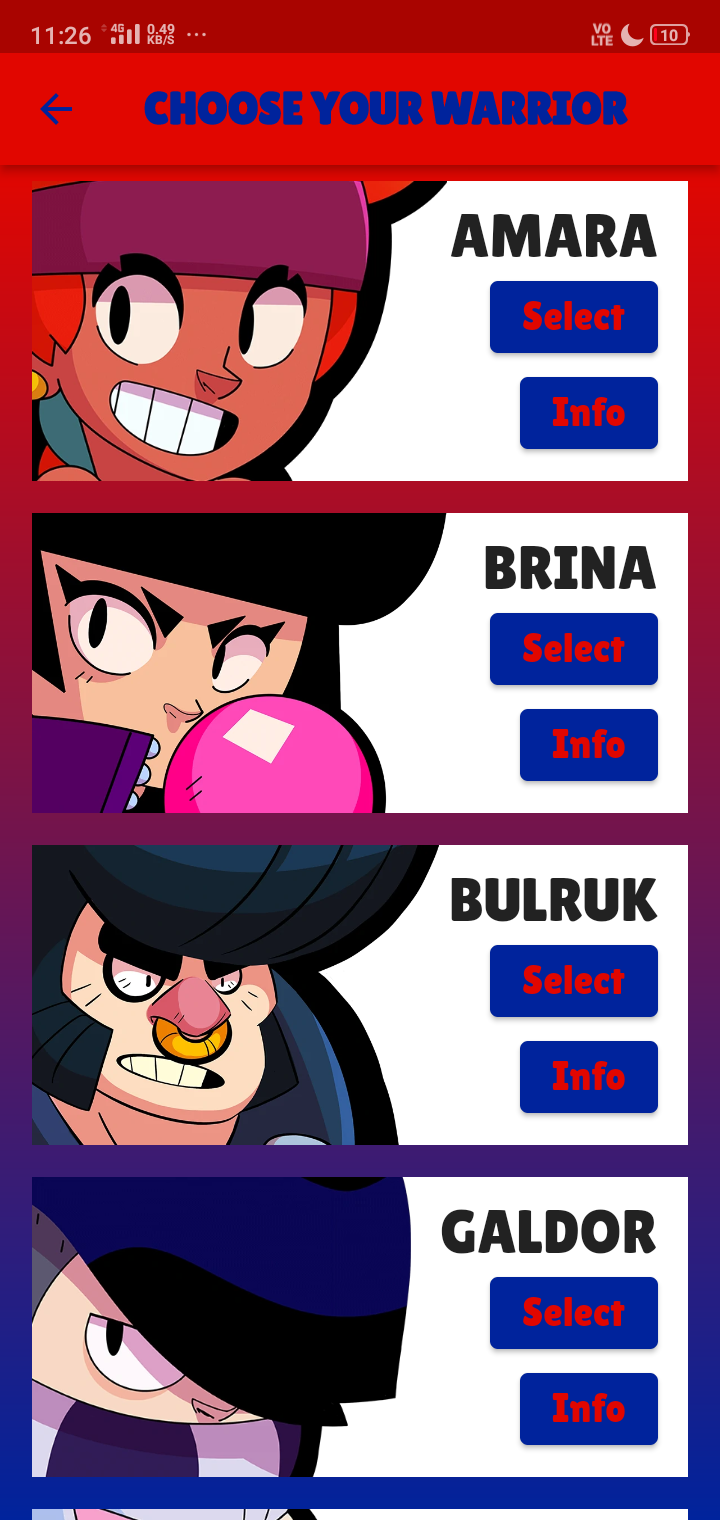 11:26 4G 0.49 KB/S ... VO LTE 10
CHOOSE YOUR WARRIOR
AMARA
Select
Info
BRINA
Select
Info
BULRUK
Select
Info
GALDOR
Select
Info